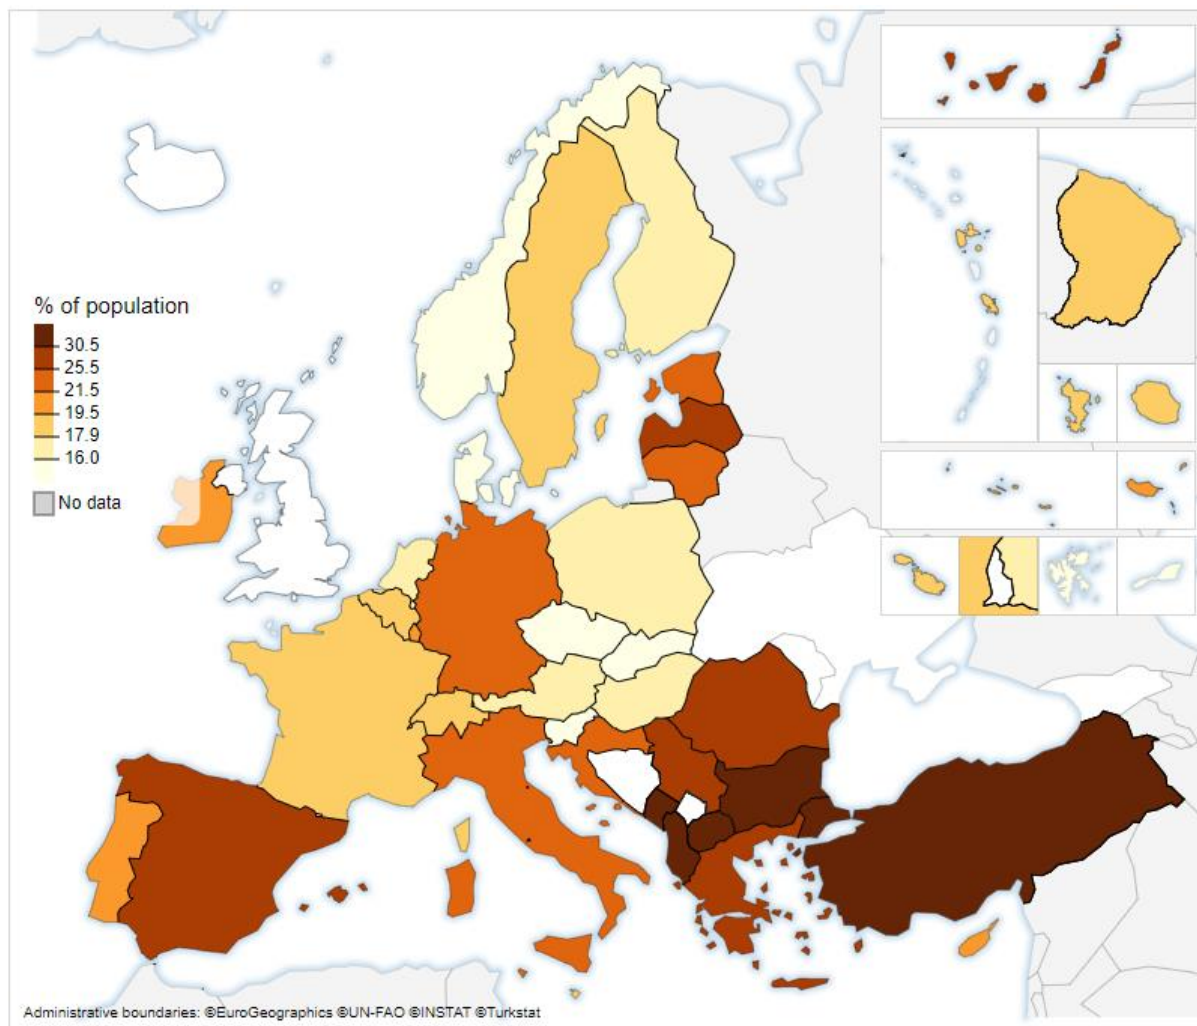 % of population
30.5
25.5
21.5
19.5
17.9
16.0
No data
Administrative boundaries: ©EuroGeographics ©UN-FAO ©INSTAT ©Turkstat